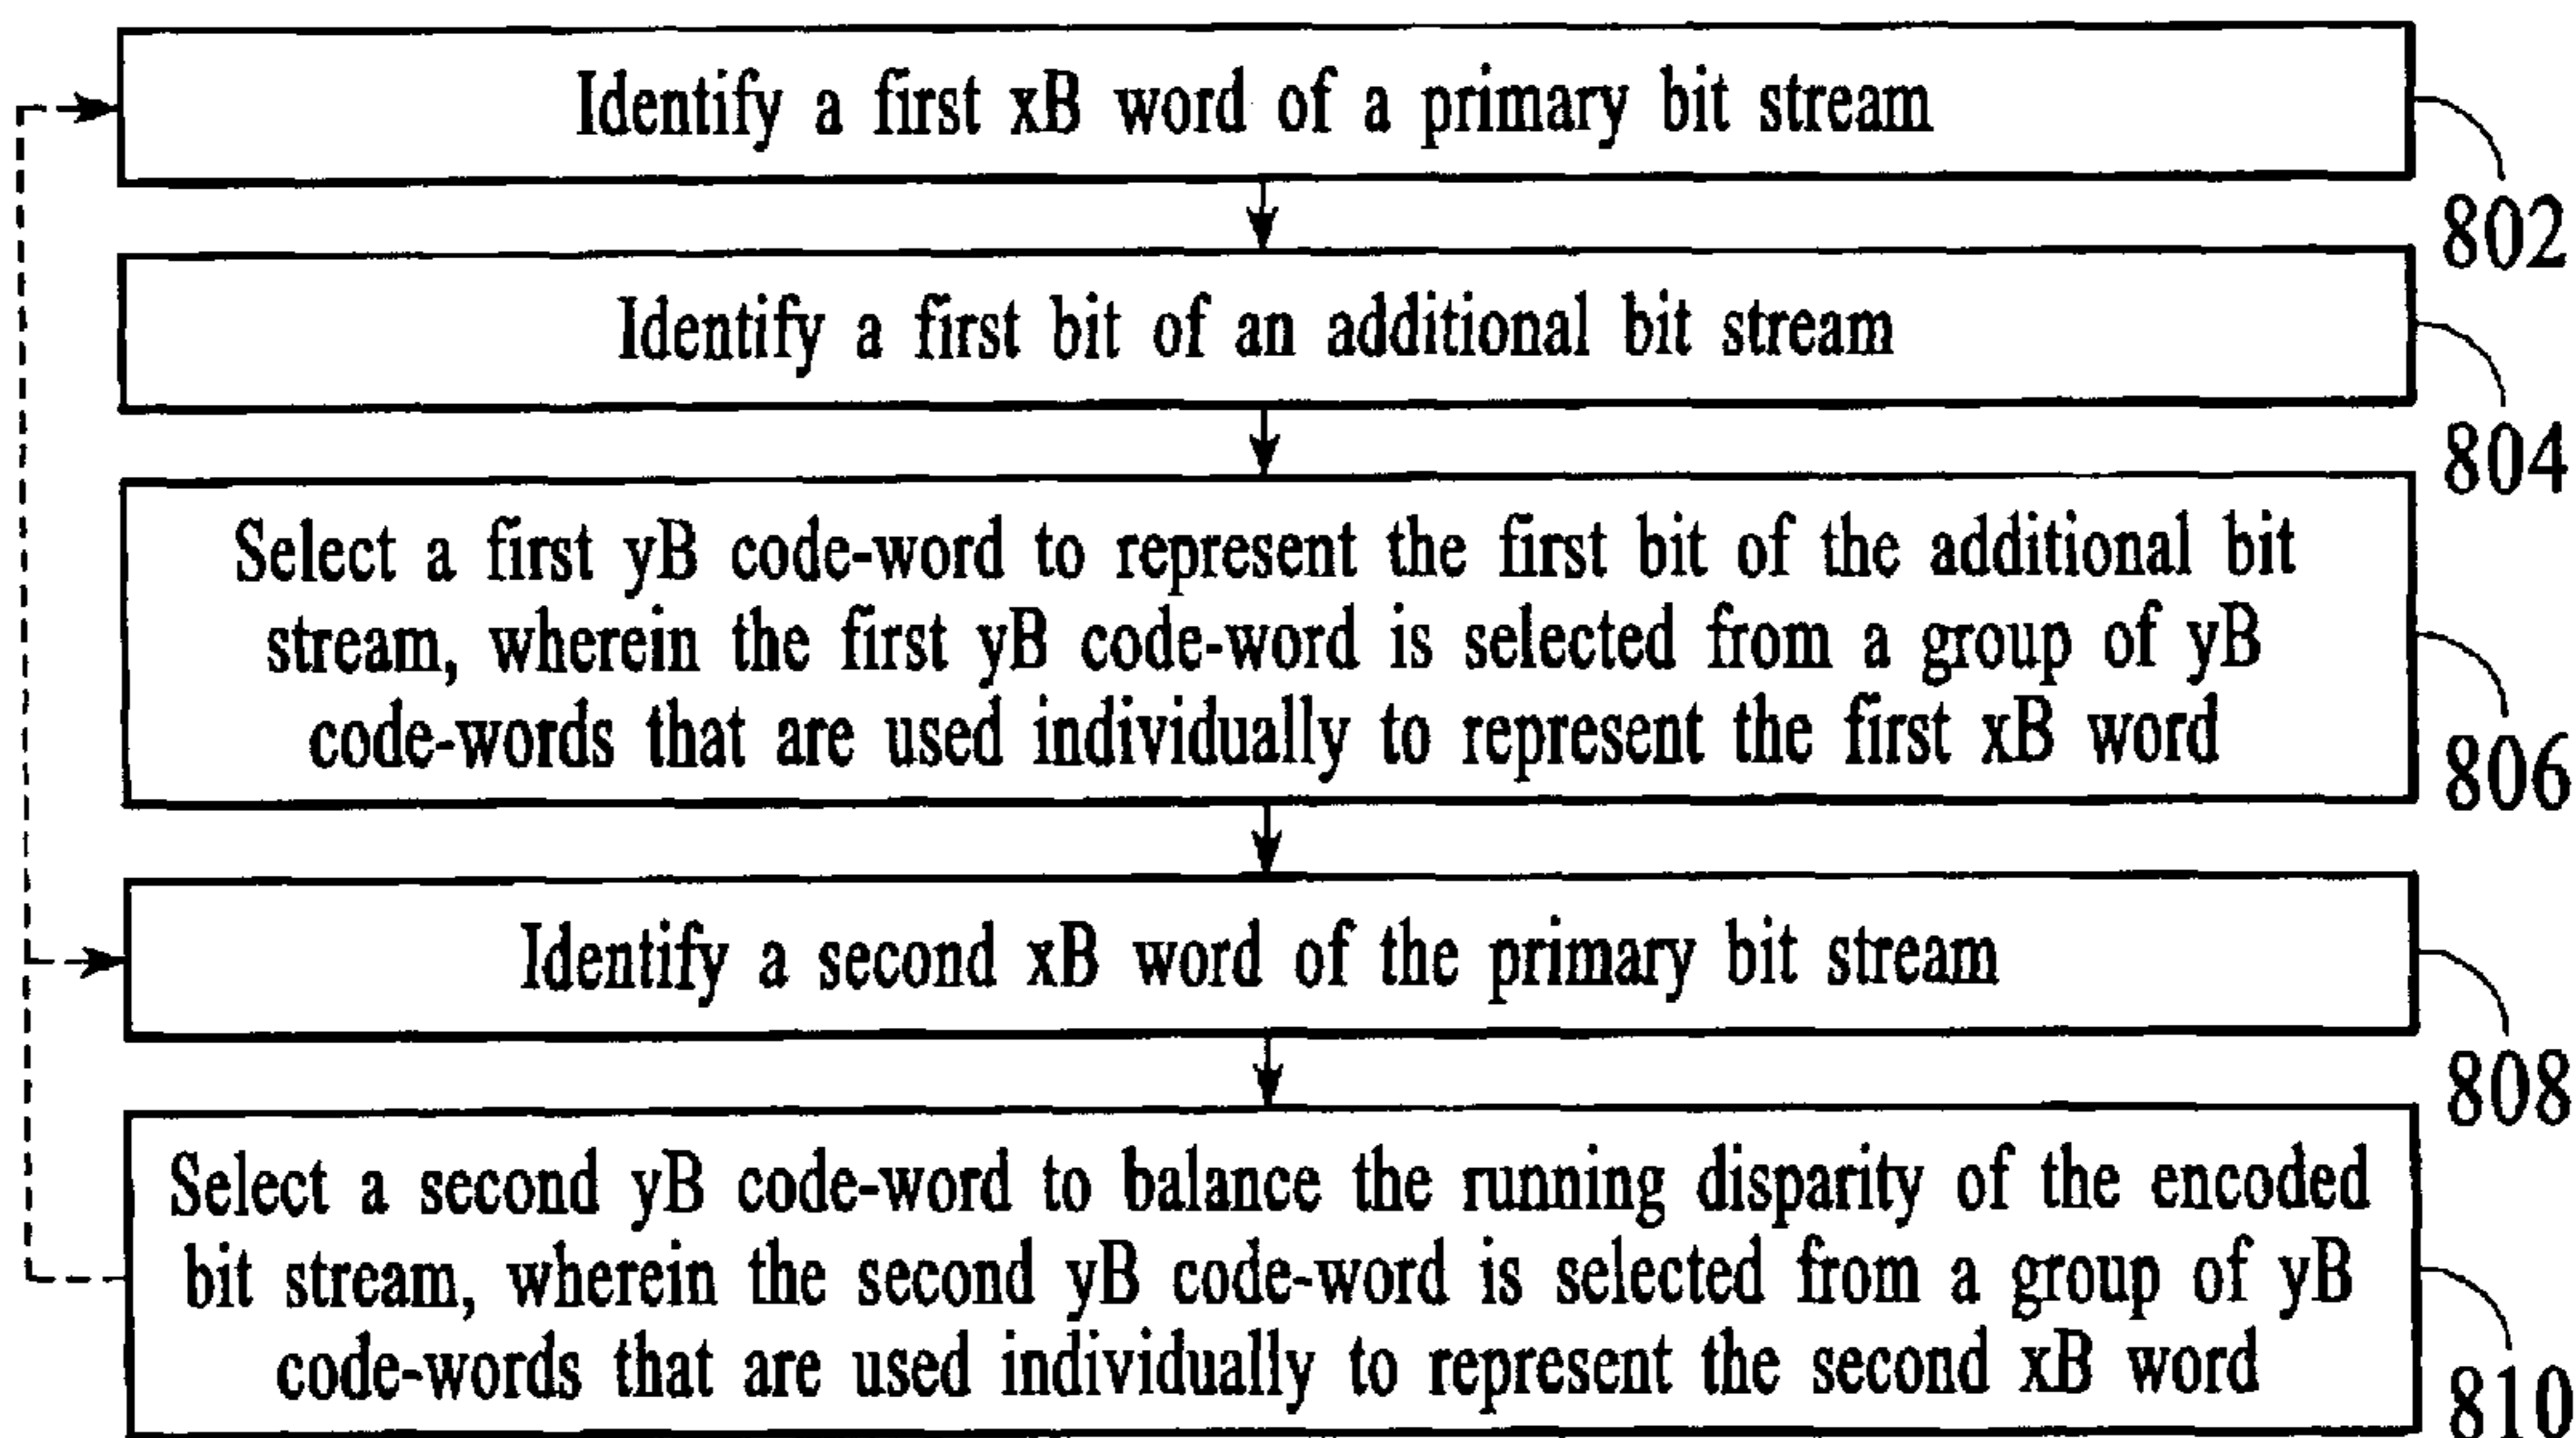 Identify a first xB word of a primary bit stream
802
Identify a first bit of an additional bit stream
804
Select a first yB code-word to represent the first bit of the additional bit
stream, wherein the first yB code-word is selected from a group of yB
code-words that are used individually to represent the first xB word
806
Identify a second xB word of the primary bit stream
808
Select a second yB code-word to balance the running disparity of the encoded
bit stream, wherein the second yB code-word is selected from a group of yB
code-words that are used individually to represent the second xB word
810